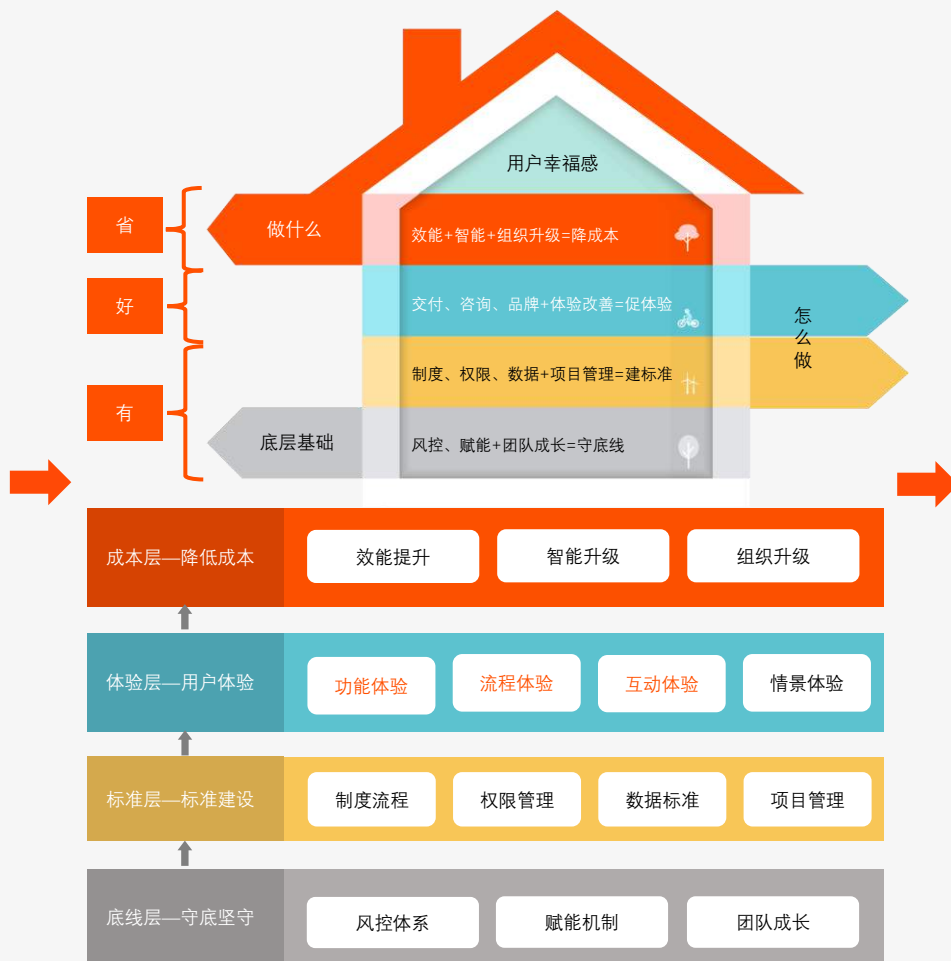 用户幸福感
省
做什么
效能+智能+组织升级=降成本
好
交付、咨询、品牌+体验改善=促体验
怎
么
做
制度、权限、数据+项目管理=建标准
有
底层基础
风控、赋能+团队成长=守底线
成本层—降低成本
效能提升
智能升级
组织升级
体验层—用户体验
功能体验
流程体验
互动体验
情景体验
标准层—标准建设
制度流程
权限管理
数据标准
项目管理
底线层—守底坚守
风控体系
赋能机制
团队成长